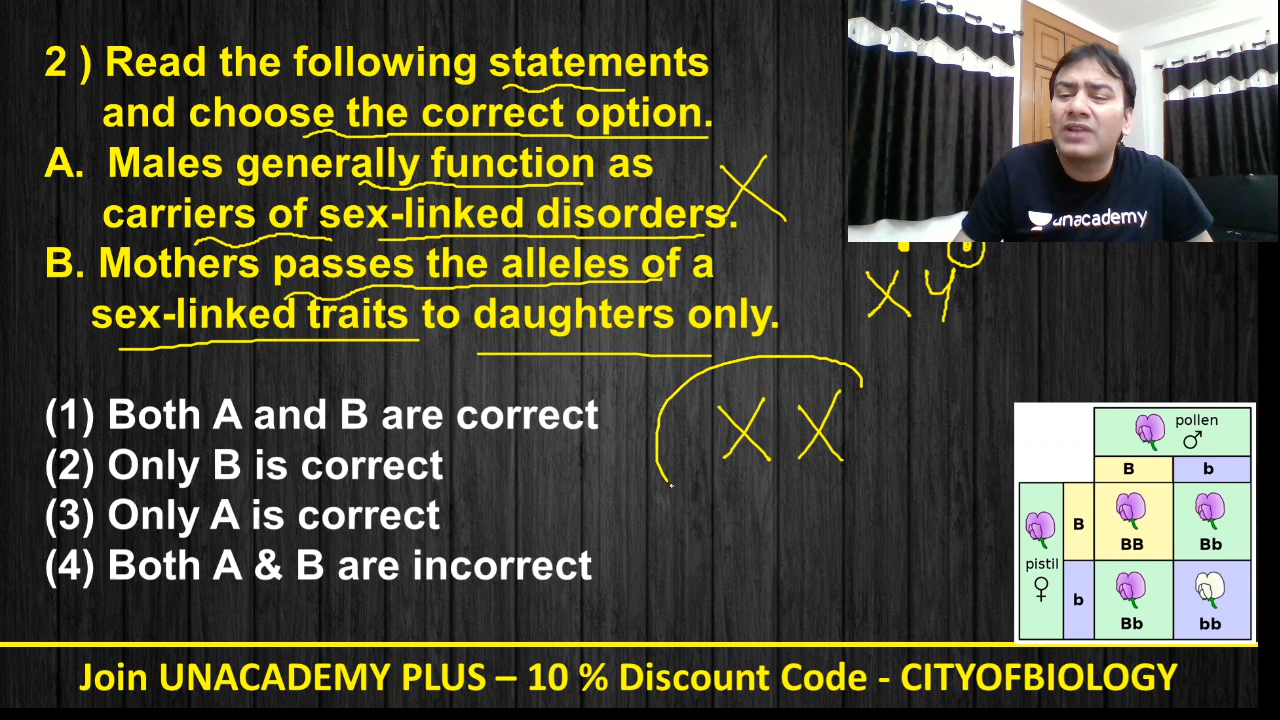 2 ) Read the following statements
and choose the correct option.
A. Males generally function as
carriers of sex-linked disorders.
B. Mothers passes the alleles of a
sex-linked traits to daughters only.
(1) Both A and B are correct
(2) Only B is correct
(3) Only A is correct
(4) Both A & B are incorrect
unacademy
X Y
X X
pollen
♂
B b
pistil
♀
B
BB Bb
b
Bb bb
Join UNACADEMY PLUS – 10 % Discount Code - CITYOFBIOLOGY